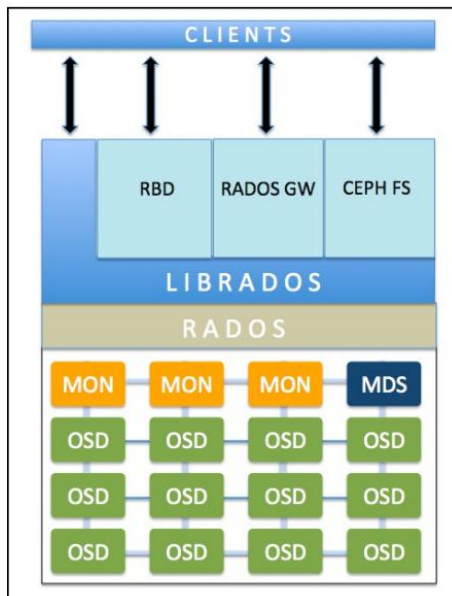 CLIENTS
RBD RADOS GW CEPH FS
LIBRADOS
RADOS
MON MON MON MDS
OSD OSD OSD OSD
OSD OSD OSD OSD
OSD OSD OSD OSD